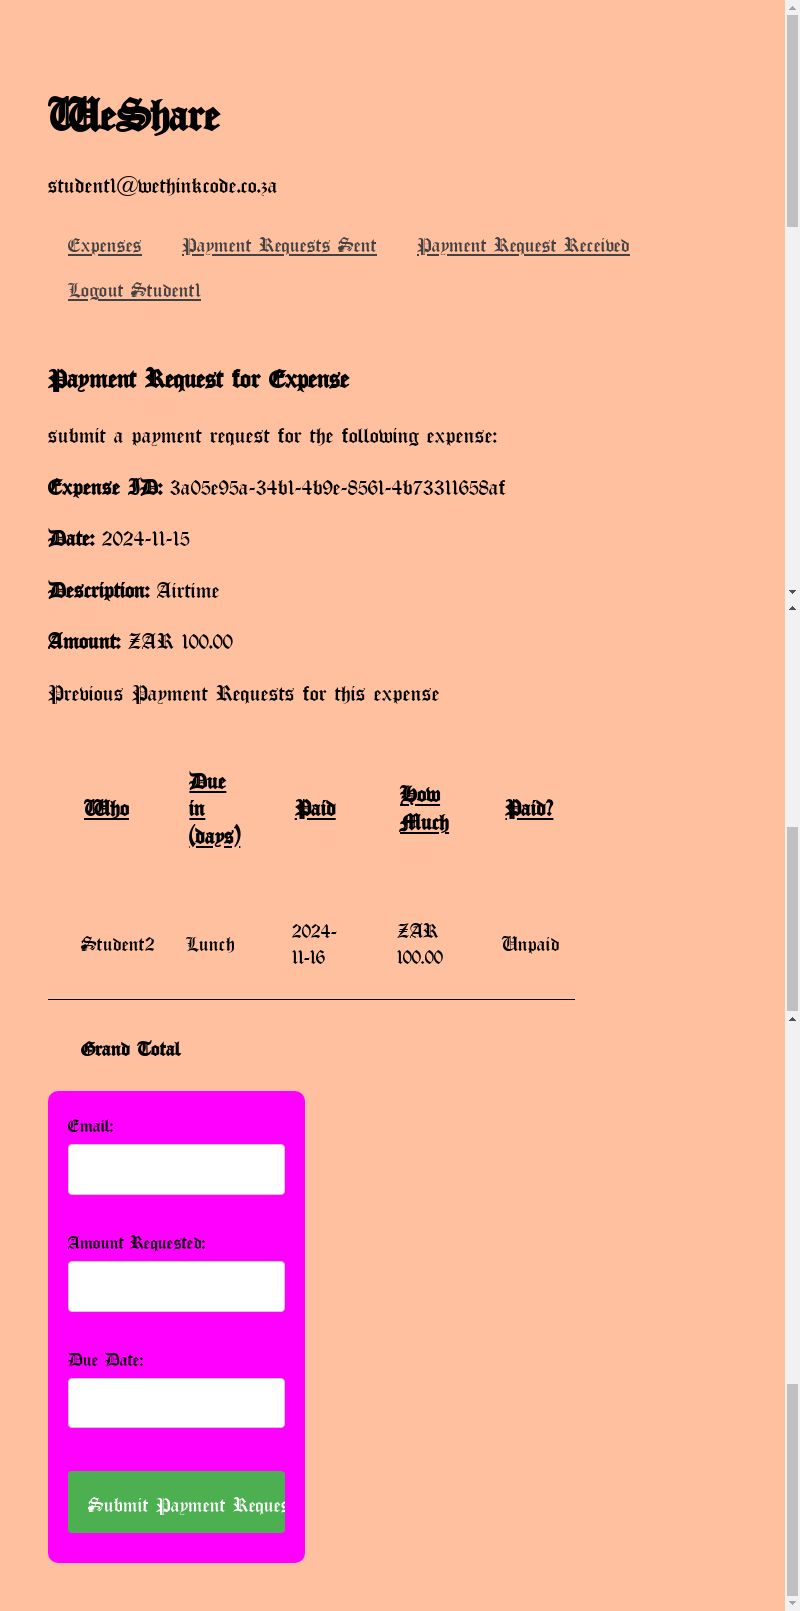 WeShare
student1@wethinkcode.co.za
Expenses Payment Requests Sent Payment Request Received
Logout Student1
Payment Request for Expense
submit a payment request for the following expense:
Expense ID: 3a05e95a-34b1-4b9e-8561-4b73311658af
Date: 2024-11-15
Description: Airtime
Amount: ZAR 100.00
Previous Payment Requests for this expense
Who Due in (days) Paid How Much Paid?
Student2 Lunch 2024-11-16 ZAR 100.00 Unpaid
Grand Total
Email:
Amount Requested:
Due Date:
Submit Payment Reques